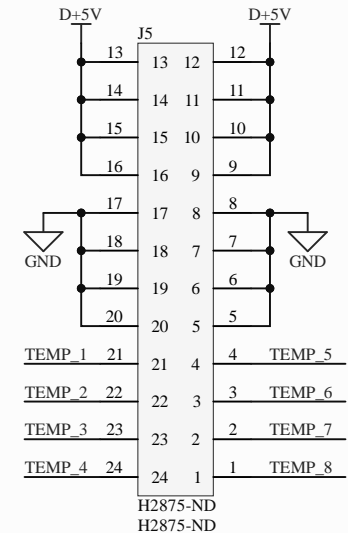 D+5V D+5V
J5
13 13 12 12
14 14 11 11
15 15 10 10
16 16 9 9
17 17 8 8
18 18 7 7
GND GND
19 19 6 6
20 20 5 5
TEMP_1 21 21 4 4 TEMP_5
TEMP_2 22 22 3 3 TEMP_6
TEMP_3 23 23 2 2 TEMP_7
TEMP_4 24 24 1 1 TEMP_8
H2875-ND
H2875-ND